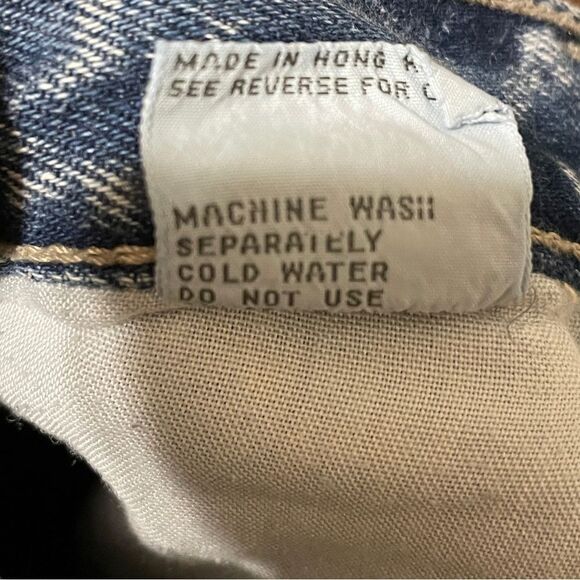 MADE IN HONG K
SEE REVERSE FOR C
MACHINE WASH
SEPARATELY
COLD WATER
DO NOT USE